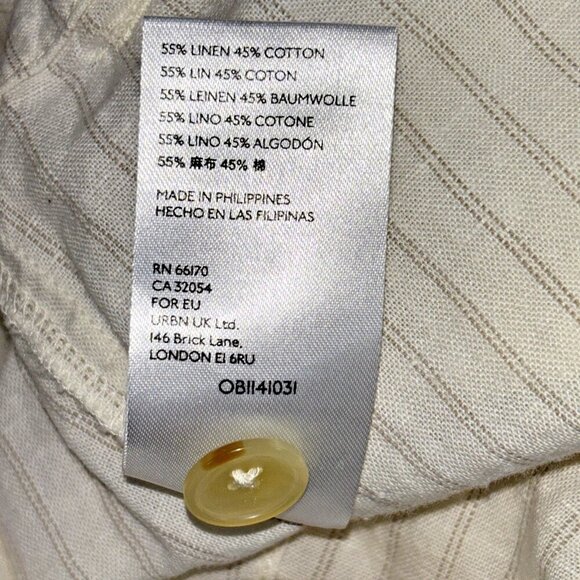 55% LINEN 45% COTTON
55% LIN 45% COTON
55% LEINEN 45% BAUMWOLLE
55% LINO 45% COTONE
55% LINO 45% ALGODÓN
55% 麻布 45% 棉
MADE IN PHILIPPINES
HECHO EN LAS FILIPINAS
RN 66170
CA 32054
FOR EU
URBN UK Ltd.
146 Brick Lane,
LONDON E1 6RU
OB1141031